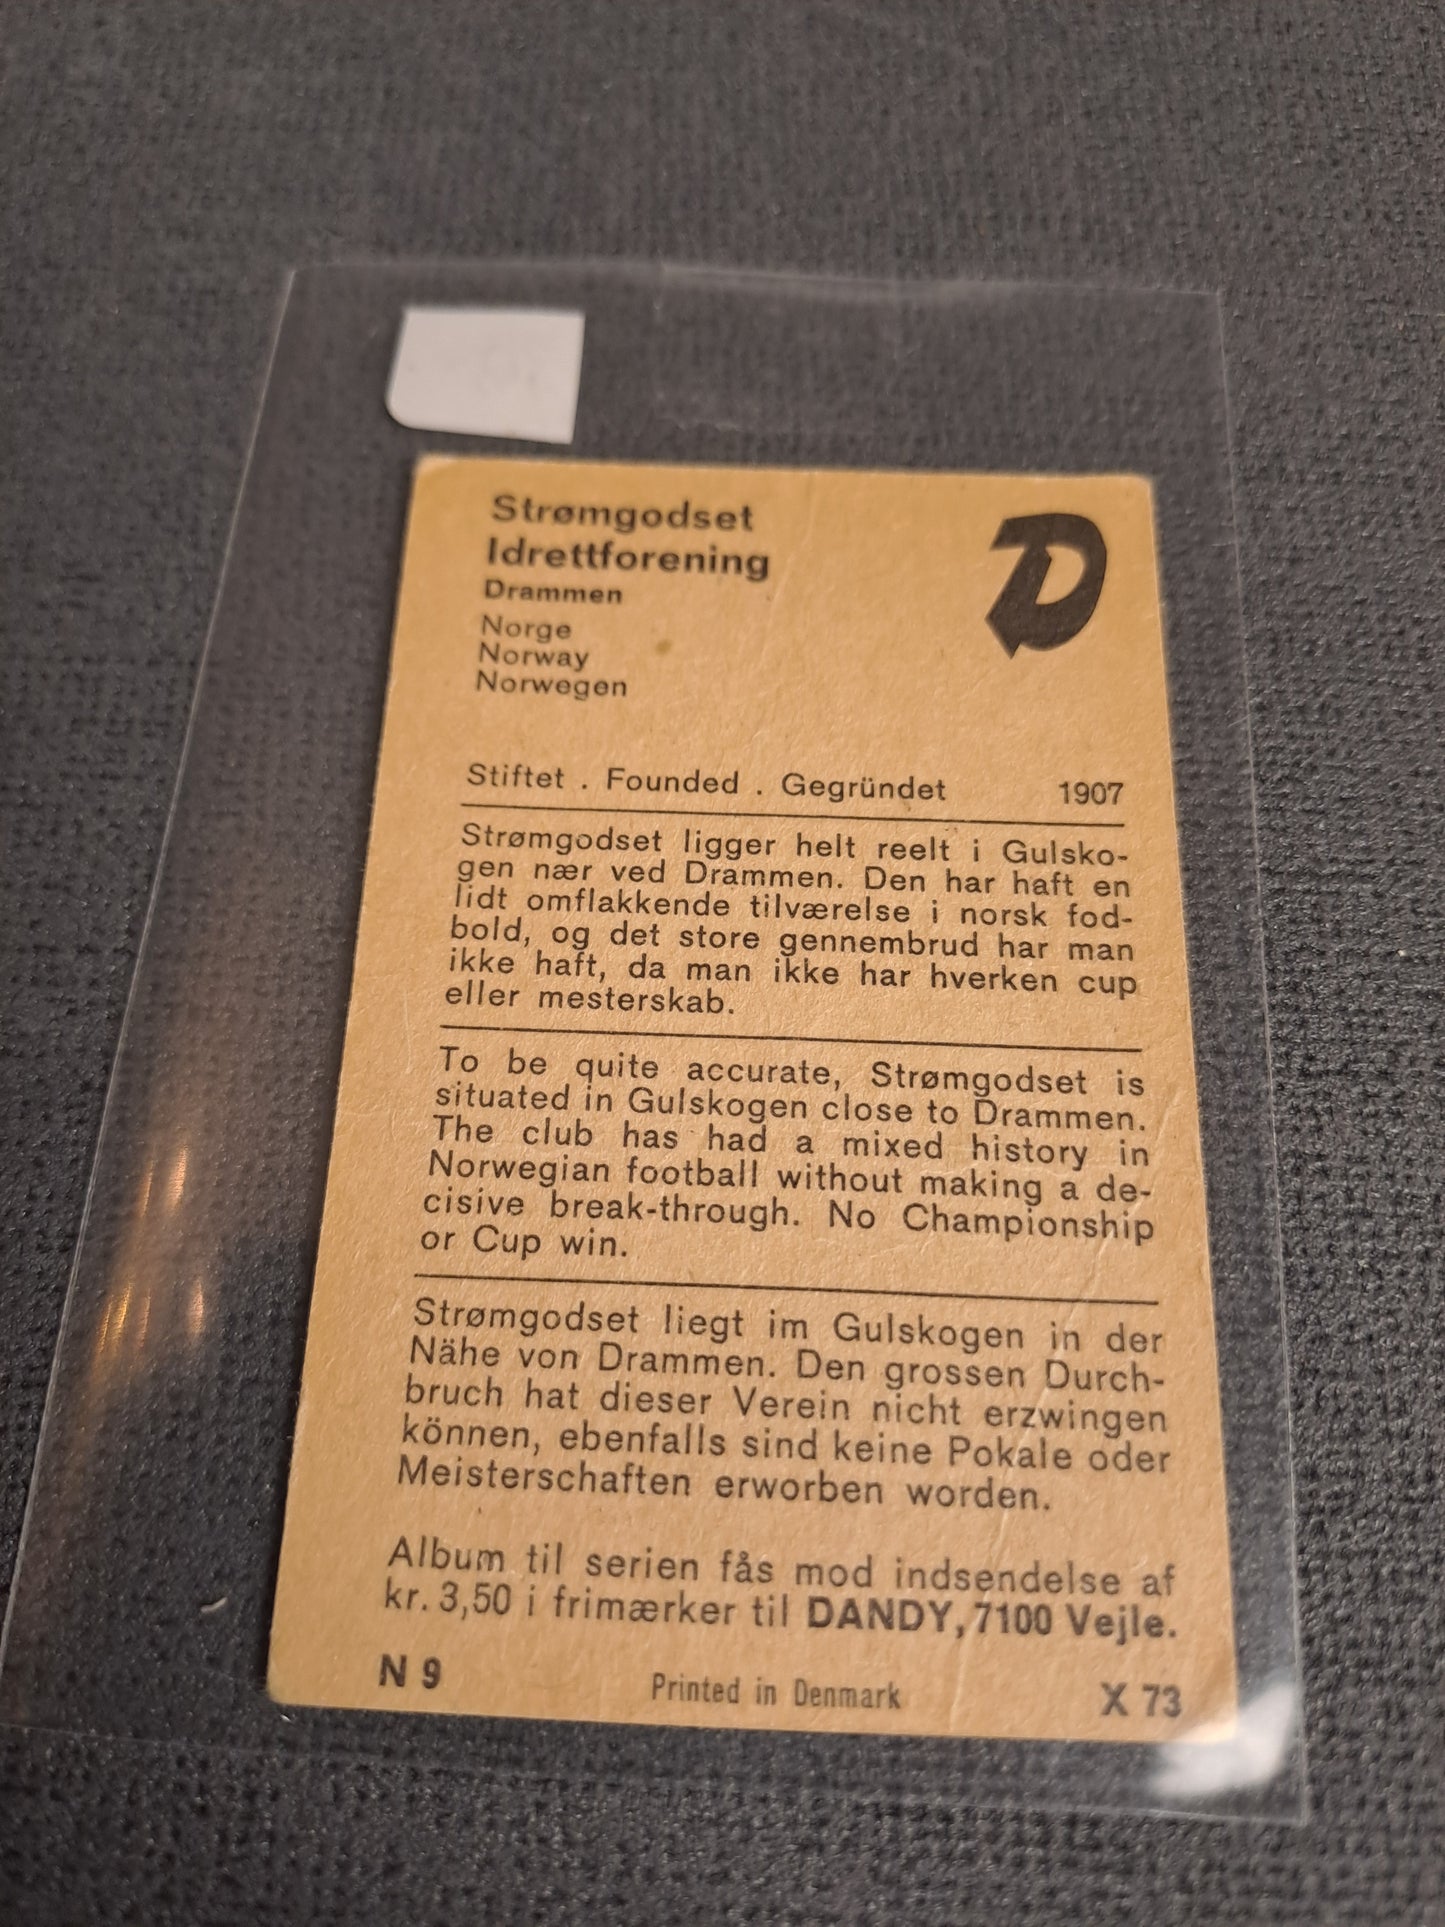 Strømgodset
Idrettforening
Drammen
Norge
Norway
Norwegen
D
Stiftet . Founded . Gegründet 1907
Strømgodset ligger helt reelt i Gulsko-
gen nær ved Drammen. Den har haft en
lidt omflakkende tilværelse i norsk fod-
bold, og det store gennembrud har man
ikke haft, da man ikke har hverken cup
eller mesterskab.
To be quite accurate, Strømgodset is
situated in Gulskogen close to Drammen.
The club has had a mixed history in
Norwegian football without making a de-
cisive break-through. No Championship
or Cup win.
Strømgodset liegt im Gulskogen in der
Nähe von Drammen. Den grossen Durch-
bruch hat dieser Verein nicht erzwingen
können, ebenfalls sind keine Pokale oder
Meisterschaften erworben worden.
Album til serien fås mod indsendelse af
kr. 3,50 i frimærker til DANDY, 7100 Vejle.
N 9 Printed in Denmark X 73